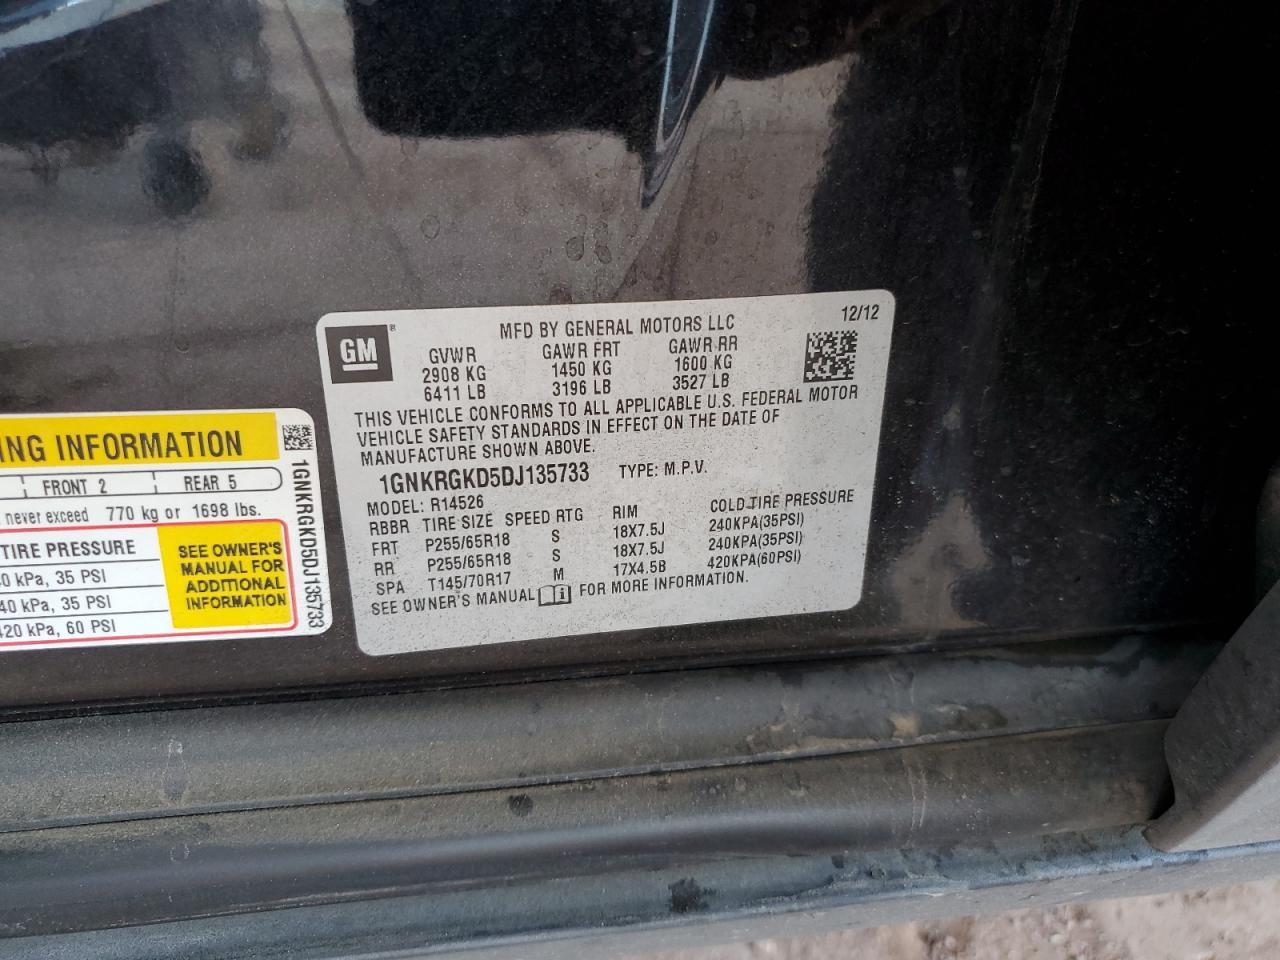 GM
®
MFD BY GENERAL MOTORS LLC
12/12
GVWR GAWR FRT GAWR RR
2908 KG 1450 KG 1600 KG
6411 LB 3196 LB 3527 LB
THIS VEHICLE CONFORMS TO ALL APPLICABLE U.S. FEDERAL MOTOR
VEHICLE SAFETY STANDARDS IN EFFECT ON THE DATE OF
MANUFACTURE SHOWN ABOVE.
1GNKRGKD5DJ135733 TYPE: M.P.V.
MODEL: R14526
RBBR TIRE SIZE SPEED RTG RIM COLD TIRE PRESSURE
FRT P255/65R18 S 18X7.5J 240KPA(35PSI)
RR P255/65R18 S 18X7.5J 240KPA(35PSI)
SPA T145/70R17 M 17X4.5B 420KPA(60PSI)
SEE OWNER'S MANUAL FOR MORE INFORMATION.
ING INFORMATION
FRONT 2 REAR 5
never exceed 770 kg or 1698 lbs.
TIRE PRESSURE
0 kPa, 35 PSI
40 kPa, 35 PSI
420 kPa, 60 PSI
SEE OWNER'S
MANUAL FOR
ADDITIONAL
INFORMATION
1GNKRGKD5DJ135733